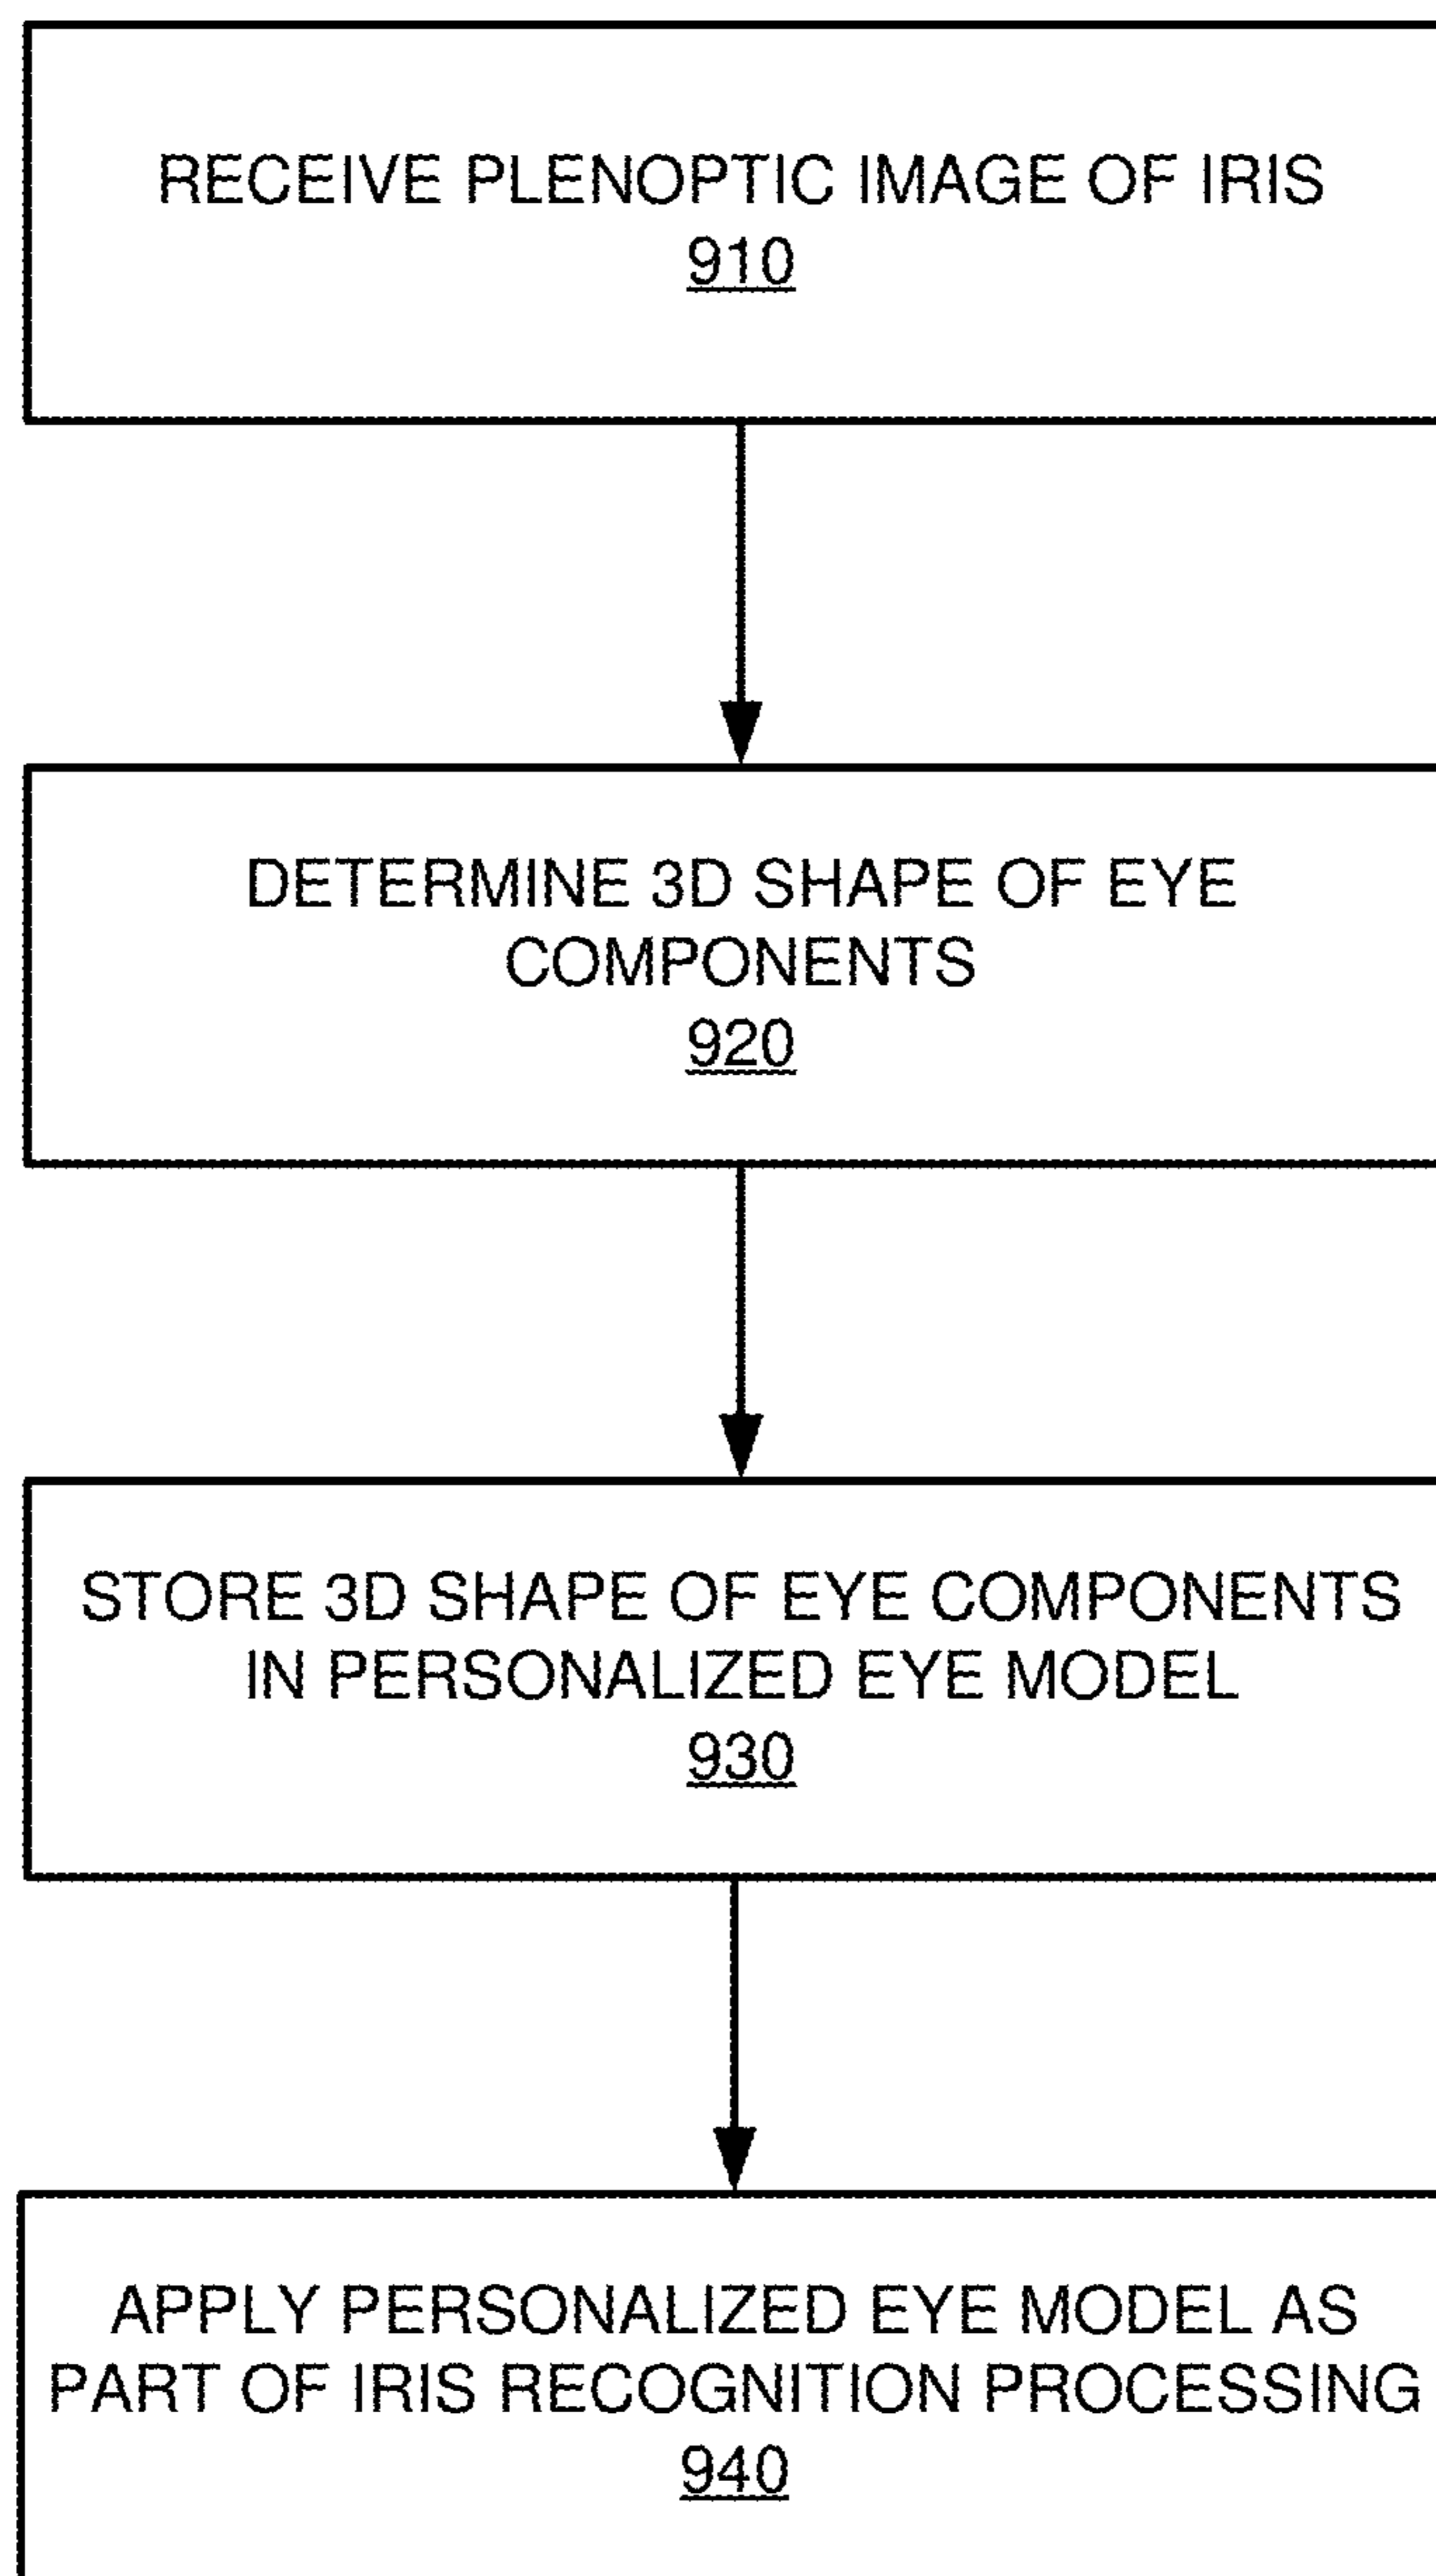 RECEIVE PLENOPTIC IMAGE OF IRIS
910
DETERMINE 3D SHAPE OF EYE
COMPONENTS
920
STORE 3D SHAPE OF EYE COMPONENTS
IN PERSONALIZED EYE MODEL
930
APPLY PERSONALIZED EYE MODEL AS
PART OF IRIS RECOGNITION PROCESSING
940